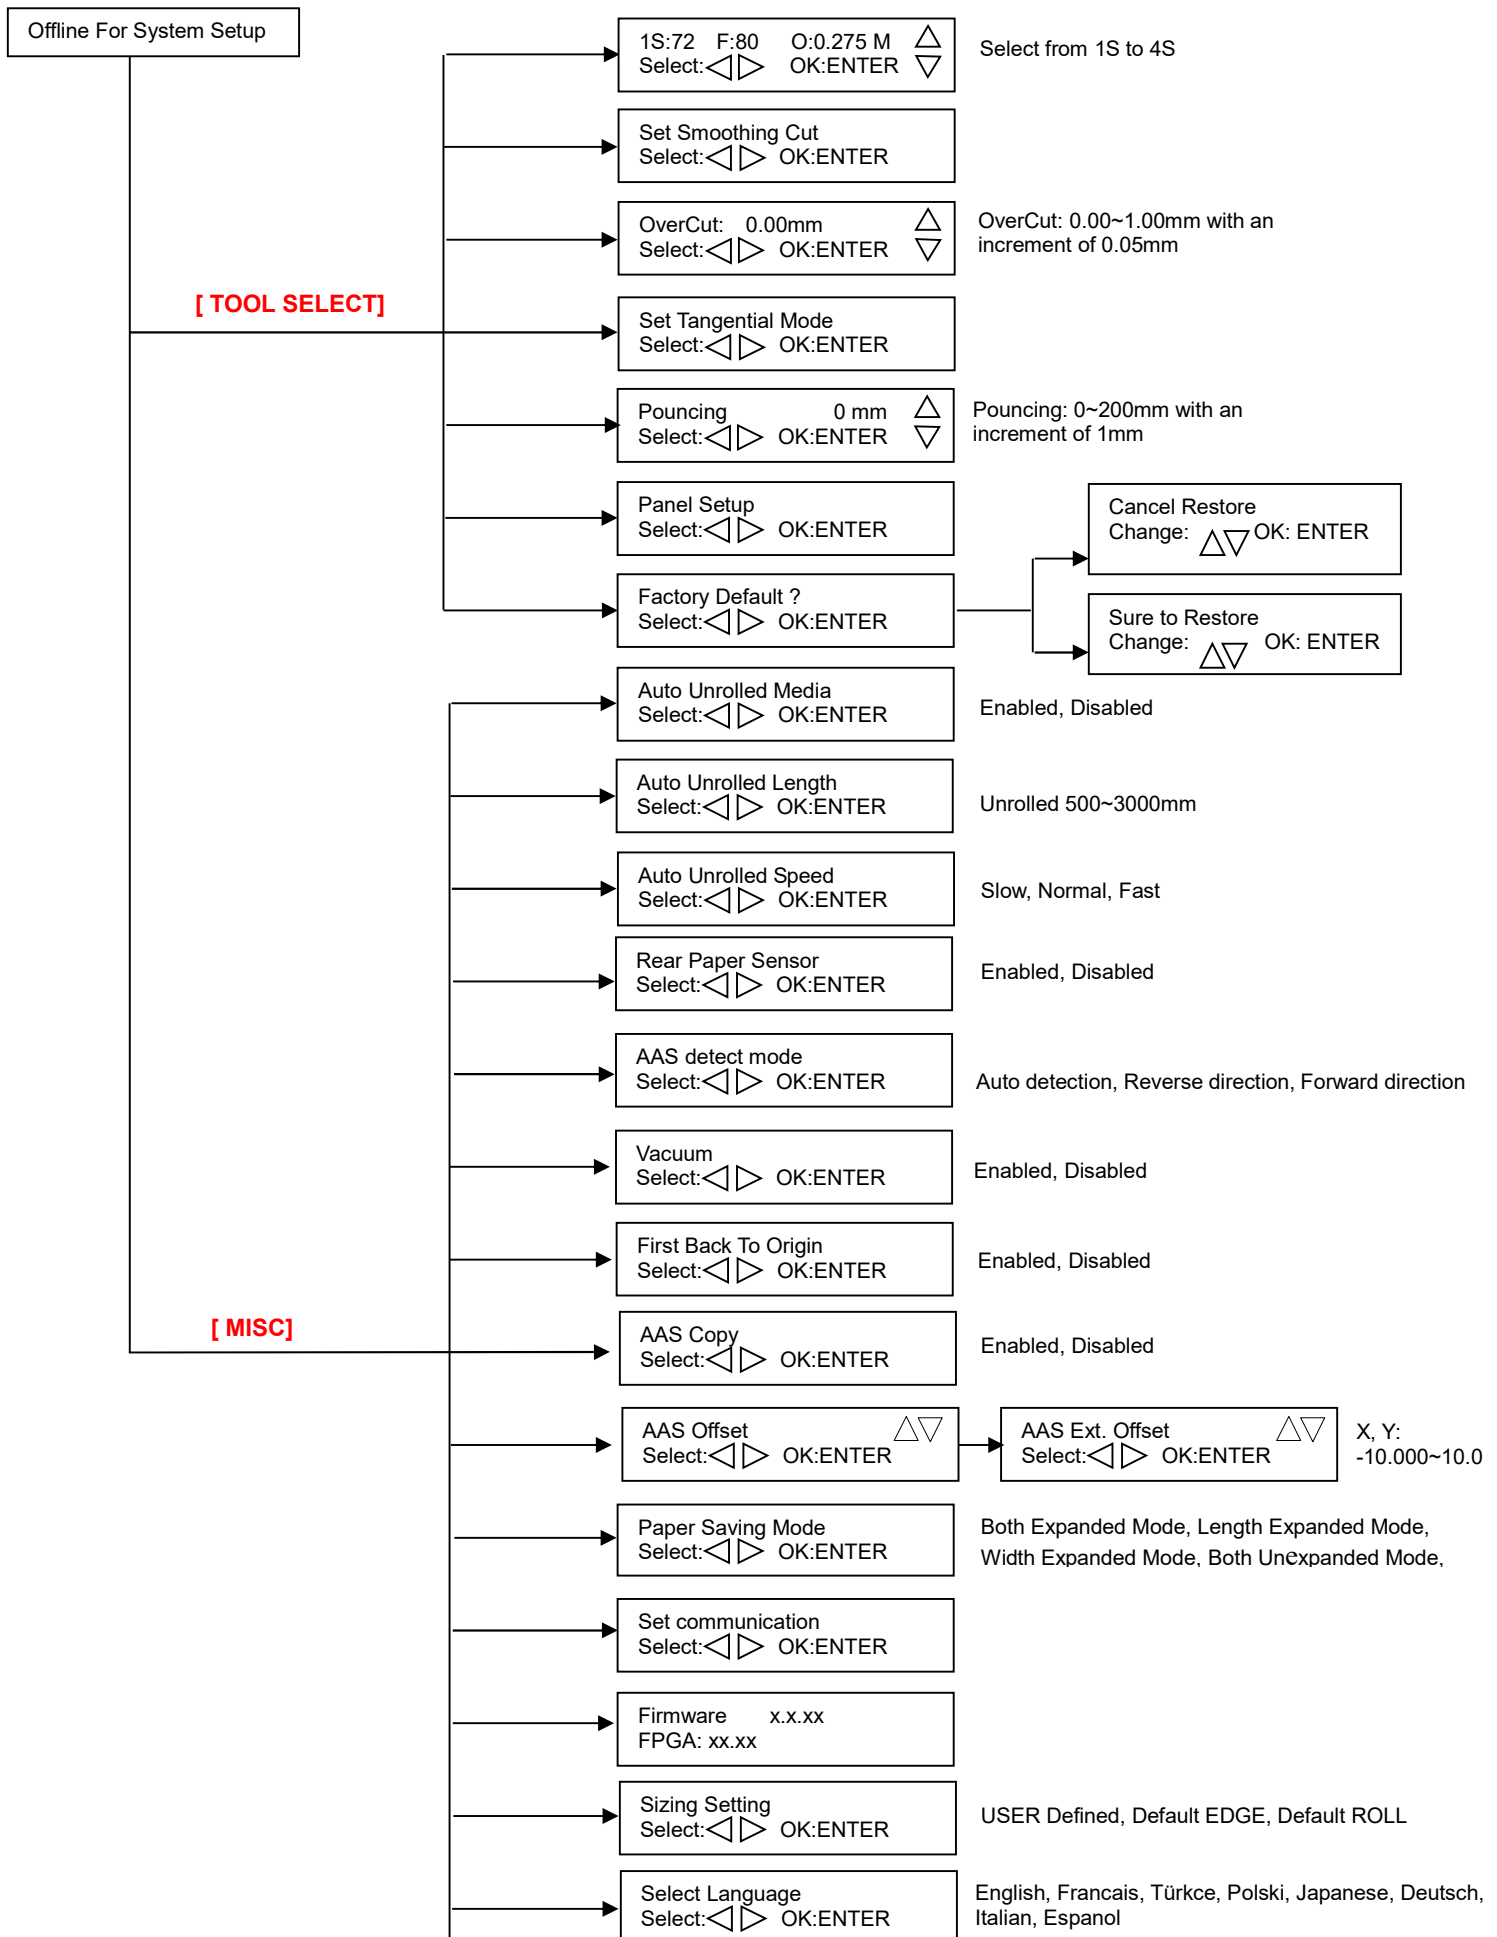 Offline For System Setup
1S:72 F:80 O:0.275 M
Select: OK:ENTER
Select from 1S to 4S
Set Smoothing Cut
Select: OK:ENTER
OverCut: 0.00mm
Select: OK:ENTER
OverCut: 0.00~1.00mm with an
increment of 0.05mm
[ TOOL SELECT]
Set Tangential Mode
Select: OK:ENTER
Pouncing 0 mm
Select: OK:ENTER
Pouncing: 0~200mm with an
increment of 1mm
Panel Setup
Select: OK:ENTER
Cancel Restore
Change: OK: ENTER
Factory Default ?
Select: OK:ENTER
Sure to Restore
Change: OK: ENTER
Auto Unrolled Media
Select: OK:ENTER
Enabled, Disabled
Auto Unrolled Length
Select: OK:ENTER
Unrolled 500~3000mm
Auto Unrolled Speed
Select: OK:ENTER
Slow, Normal, Fast
Rear Paper Sensor
Select: OK:ENTER
Enabled, Disabled
AAS detect mode
Select: OK:ENTER
Auto detection, Reverse direction, Forward direction
Vacuum
Select: OK:ENTER
Enabled, Disabled
First Back To Origin
Select: OK:ENTER
Enabled, Disabled
[ MISC]
AAS Copy
Select: OK:ENTER
Enabled, Disabled
AAS Offset
Select: OK:ENTER
AAS Ext. Offset
Select: OK:ENTER
X, Y:
-10.000~10.0
Paper Saving Mode
Select: OK:ENTER
Both Expanded Mode, Length Expanded Mode,
Width Expanded Mode, Both Unexpanded Mode,
Set communication
Select: OK:ENTER
Firmware x.x.xx
FPGA: xx.xx
Sizing Setting
Select: OK:ENTER
USER Defined, Default EDGE, Default ROLL
Select Language
Select: OK:ENTER
English, Francais, Türkce, Polski, Japanese, Deutsch,
Italian, Espanol